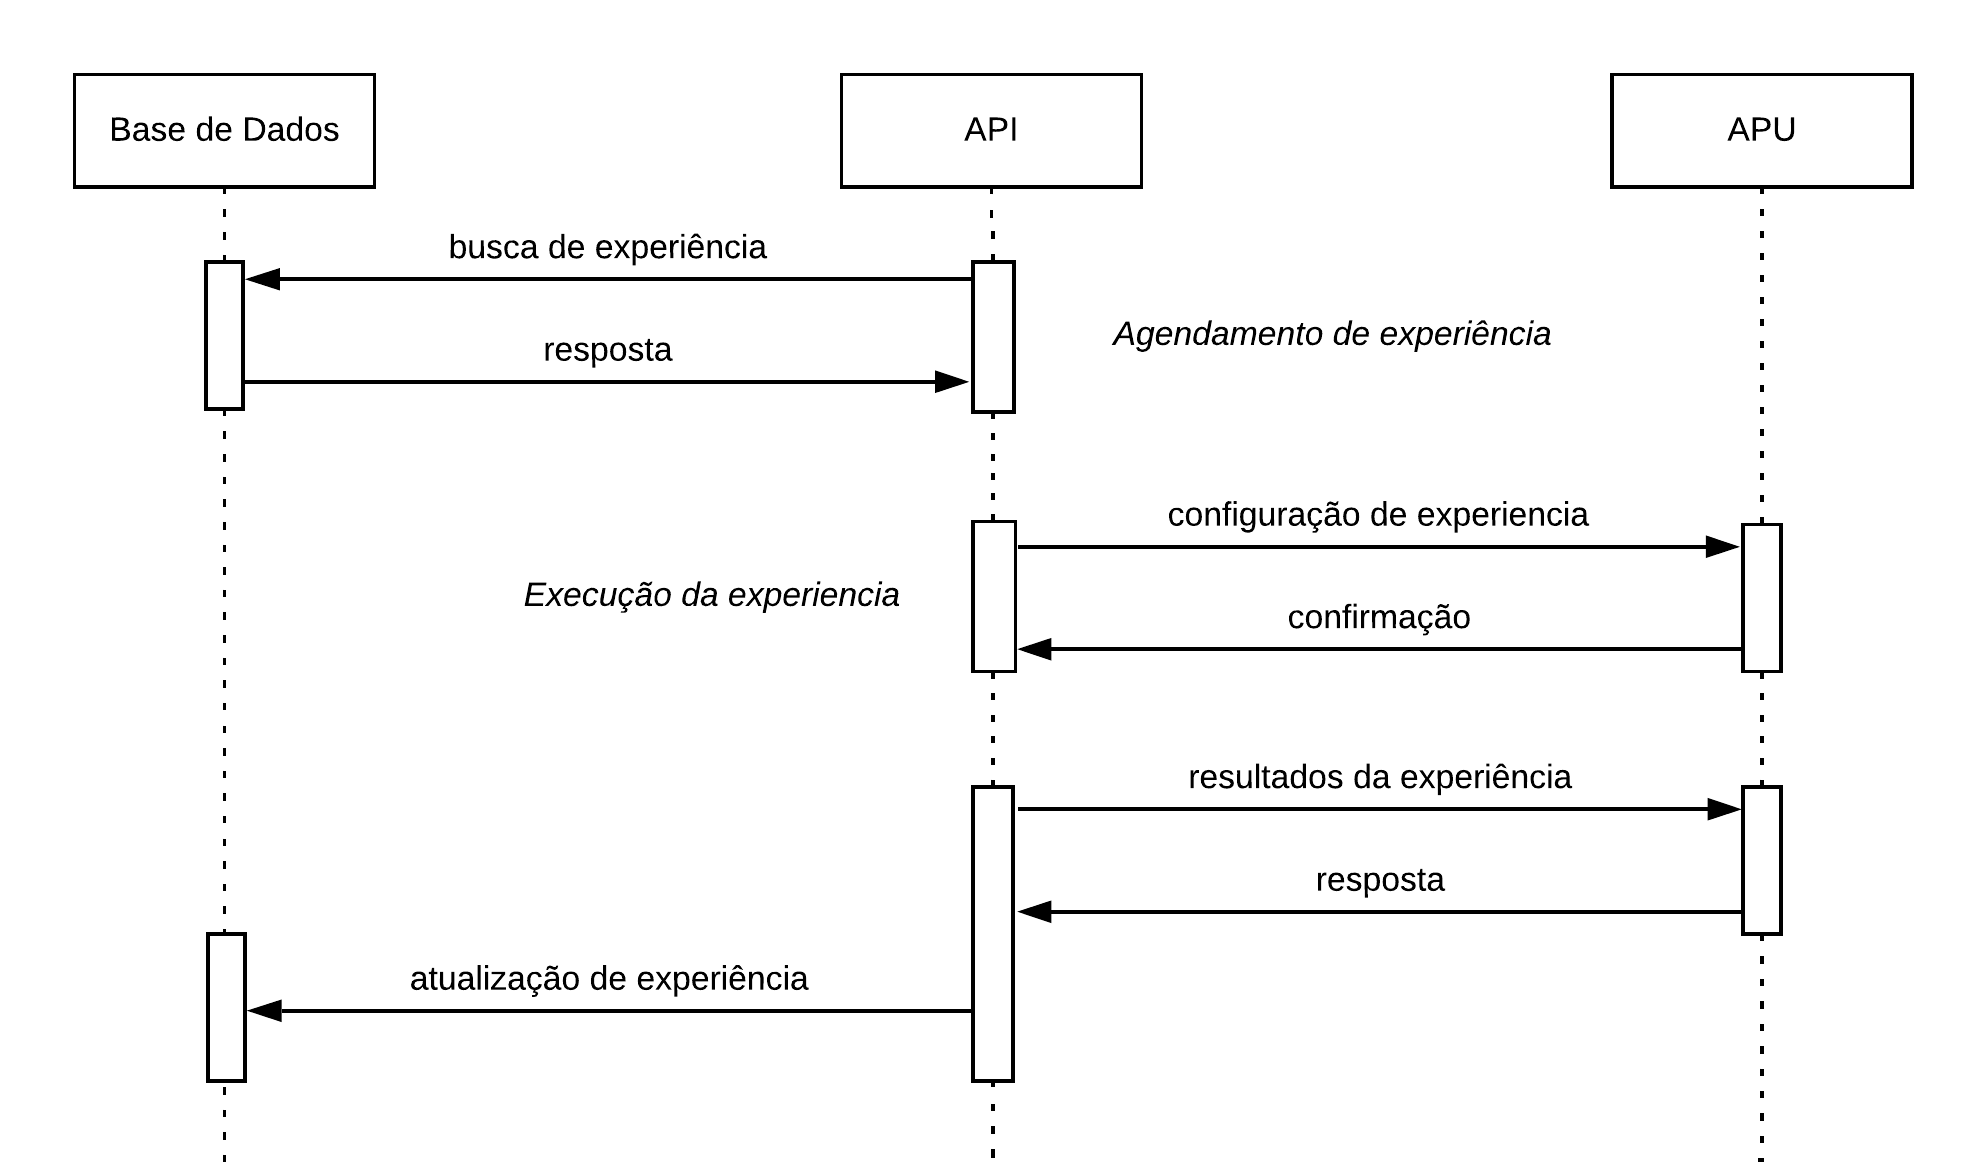 Base de Dados
API
APU
busca de experiência
Agendamento de experiência
resposta
configuração de experiencia
Execução da experiencia
confirmação
resultados da experiência
resposta
atualização de experiência